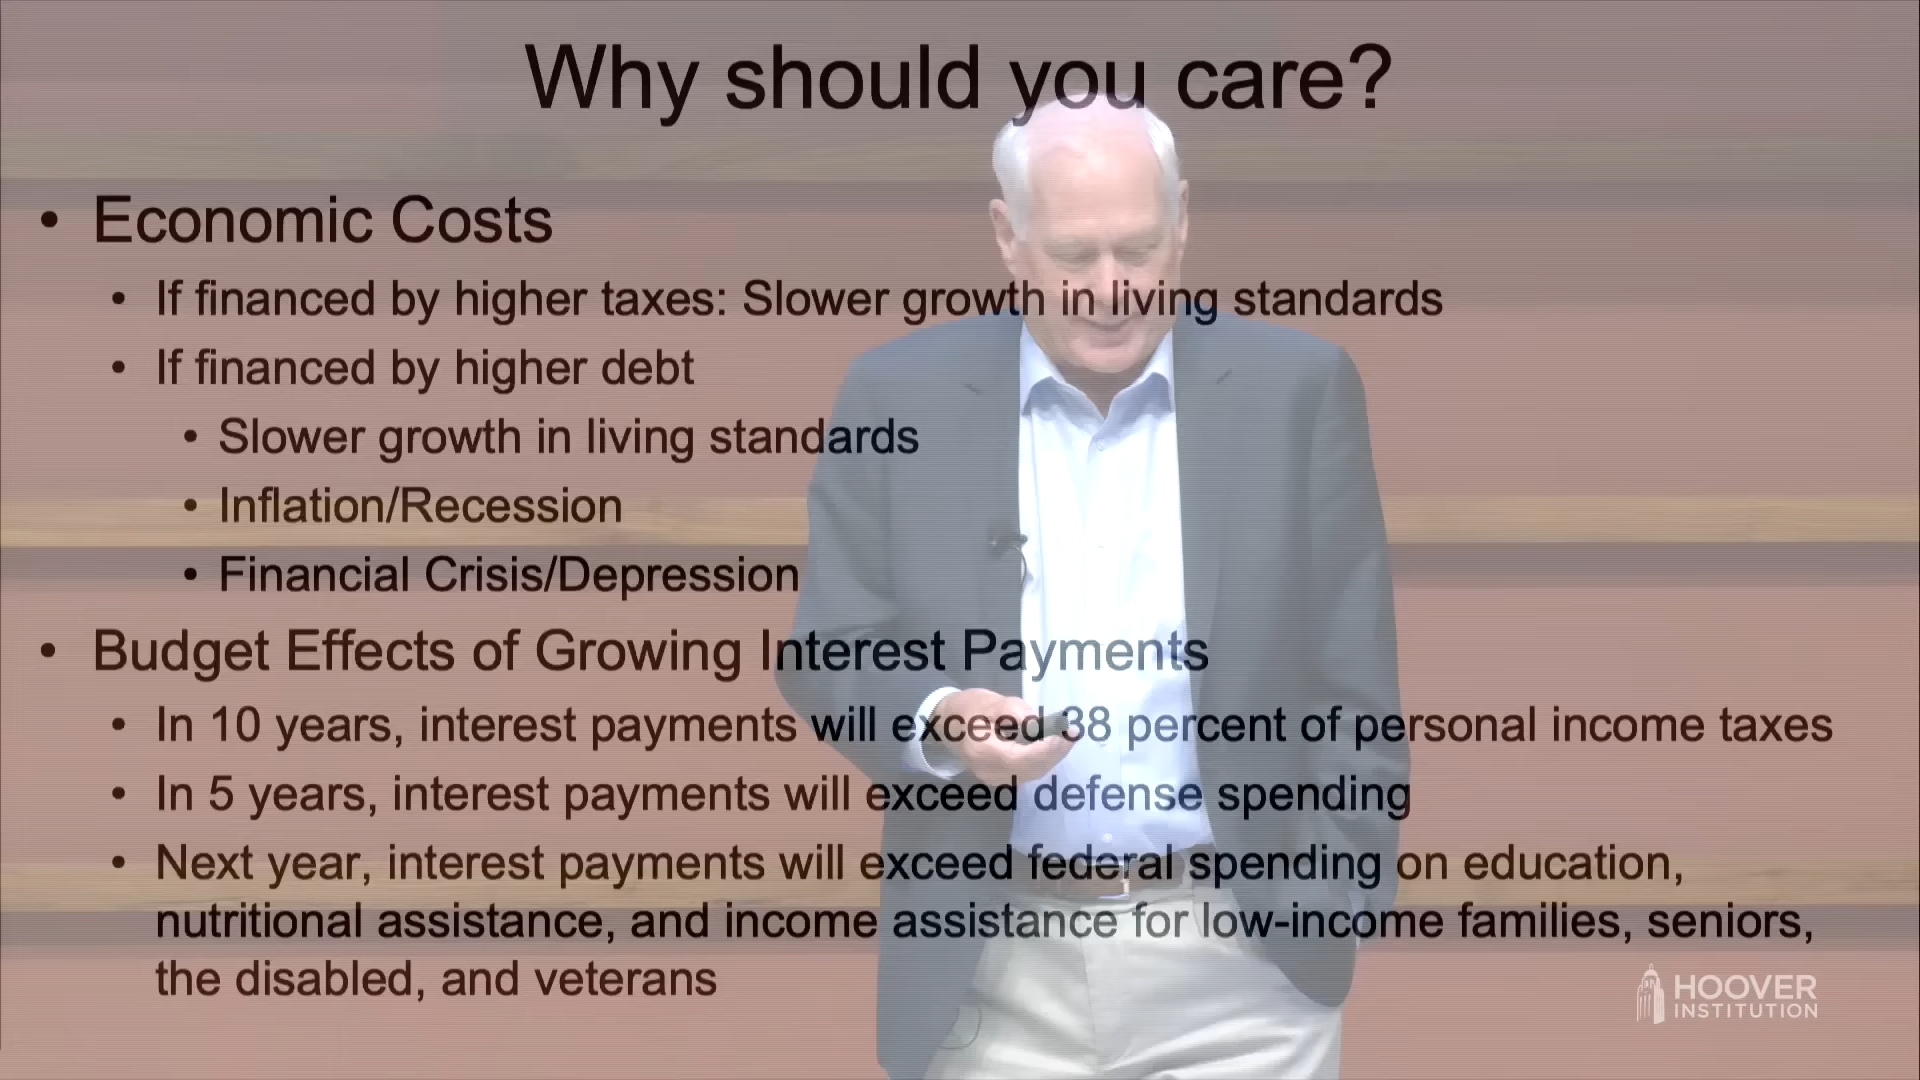 Why should you care?
• Economic Costs
• If financed by higher taxes: Slower growth in living standards
• If financed by higher debt
• Slower growth in living standards
• Inflation/Recession
• Financial Crisis/Depression
• Budget Effects of Growing Interest Payments
• In 10 years, interest payments will exceed 38 percent of personal income taxes
• In 5 years, interest payments will exceed defense spending
• Next year, interest payments will exceed federal spending on education,
nutritional assistance, and income assistance for low-income families, seniors,
the disabled, and veterans
HOOVER
INSTITUTION